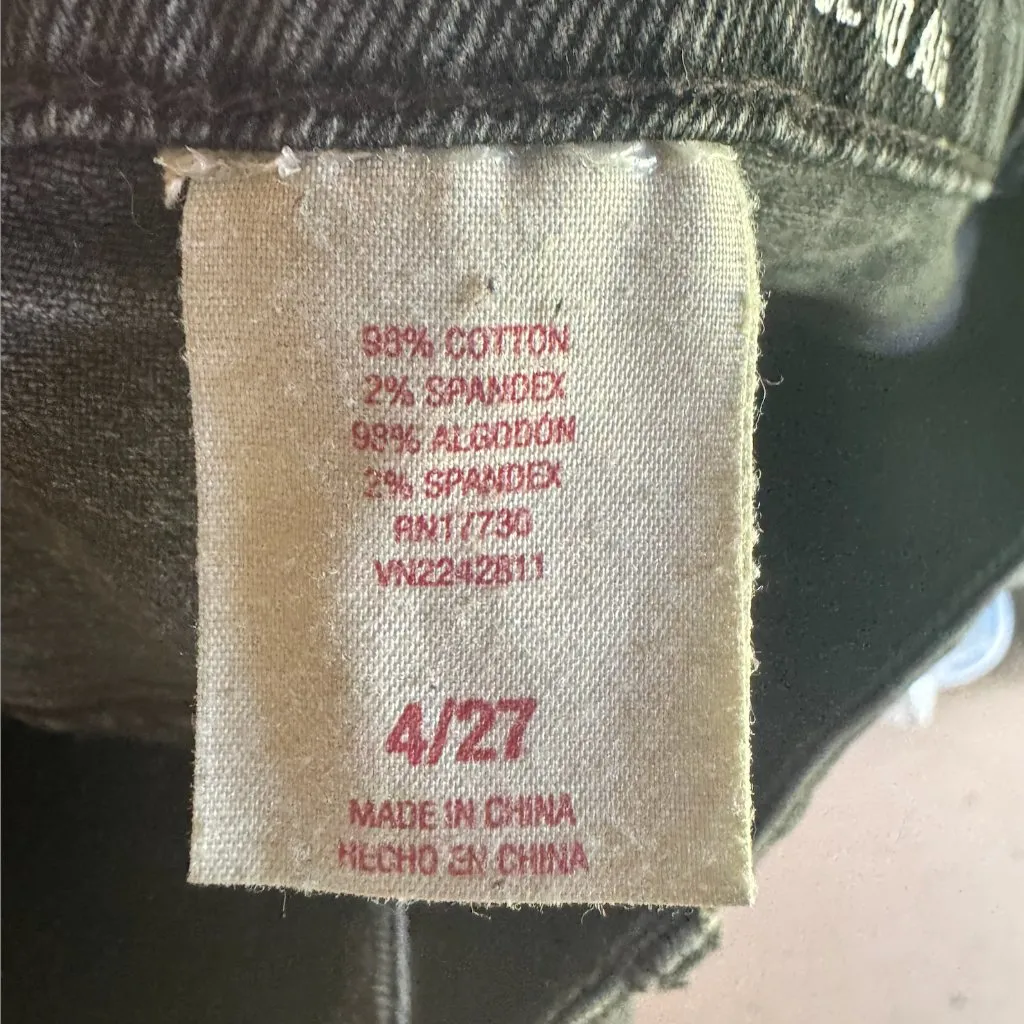 98% COTTON
2% SPANDEX
98% ALGODÓN
2% SPANDEX
RN17730
VN2242811
4/27
MADE IN CHINA
HECHO EN CHINA